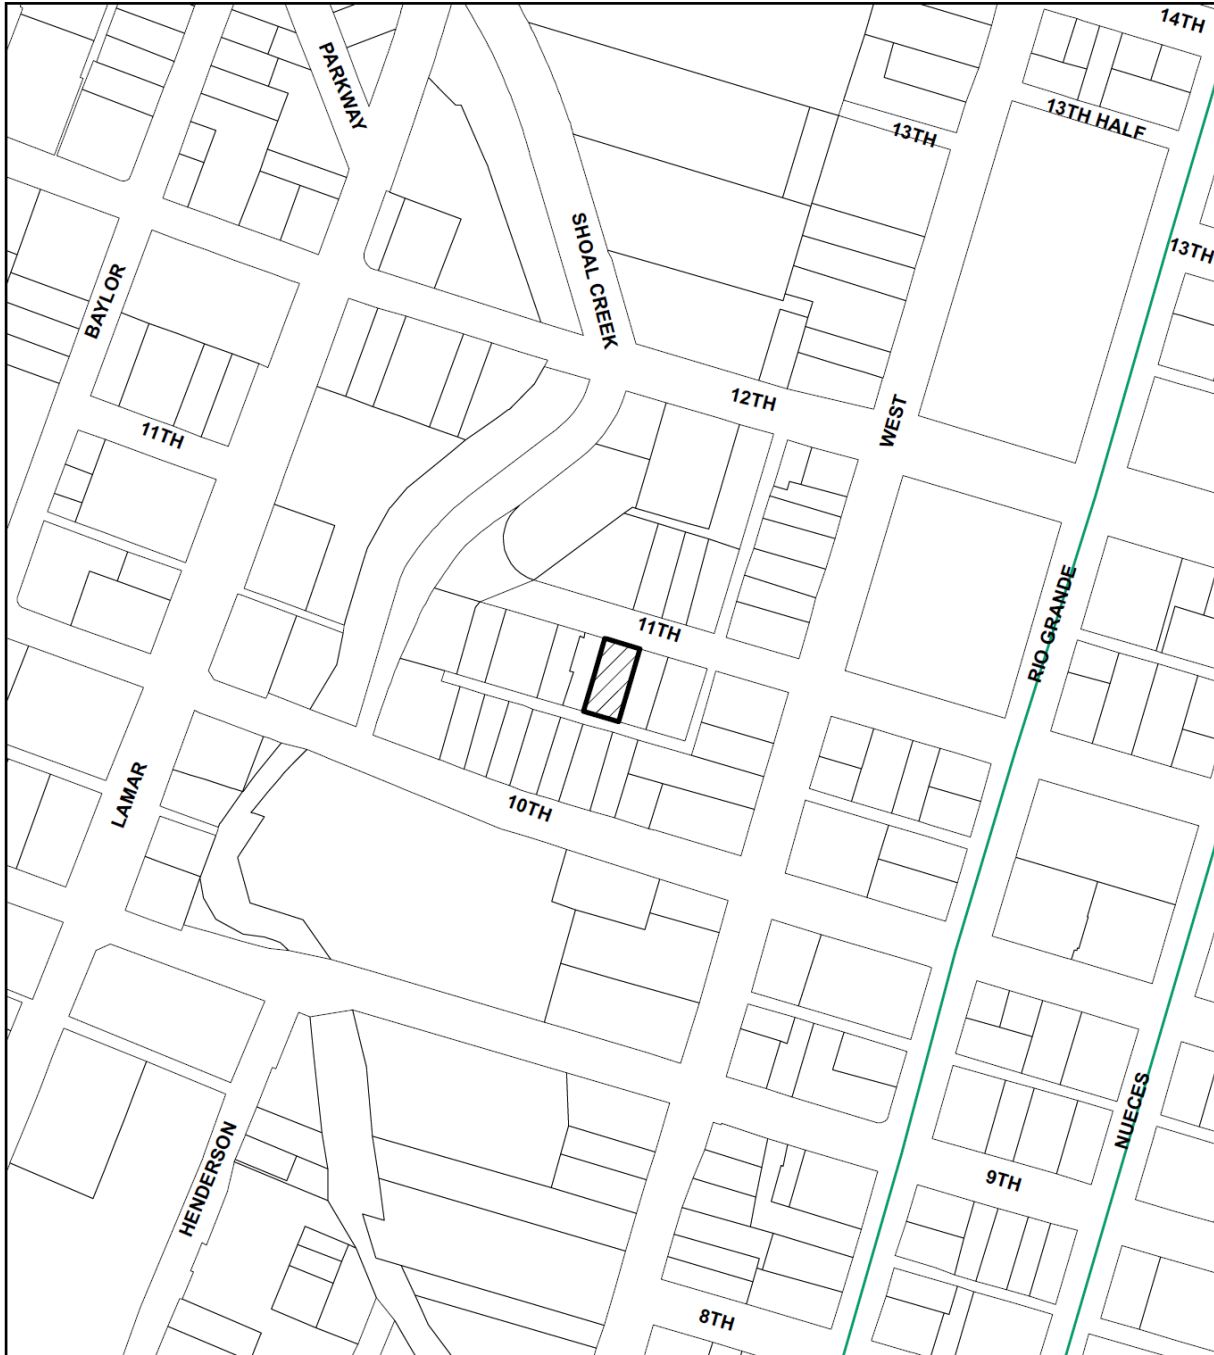 14TH
PARKWAY
13TH HALF
13TH
SHOAL CREEK
13TH
BAYLOR
12TH
WEST
11TH
RIO GRANDE
11TH
LAMAR
10TH
NUECES
HENDERSON
9TH
8TH